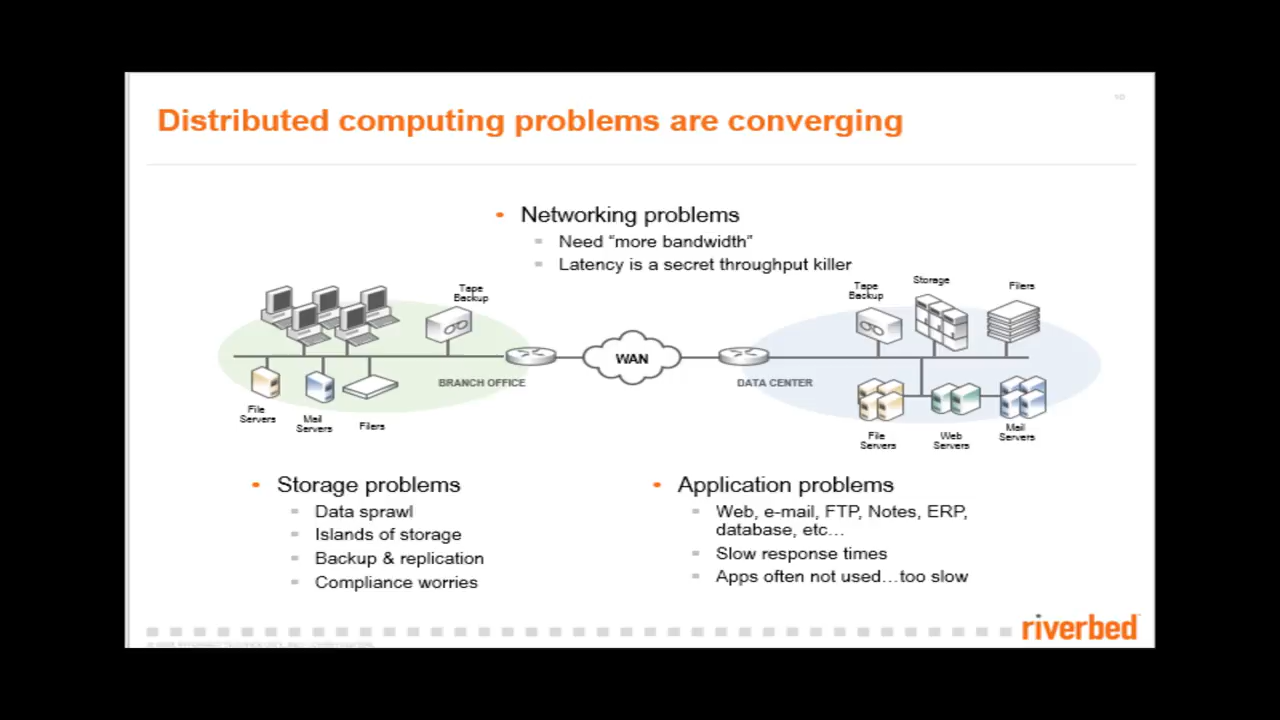 10
Distributed computing problems are converging
• Networking problems
Need “more bandwidth”
Latency is a secret throughput killer
Tape
Backup
Tape
Backup
Storage
Filers
WAN
BRANCH OFFICE
DATA CENTER
File
Servers
Mail
Servers
Filers
File
Servers
Web
Servers
Mail
Servers
• Storage problems
Data sprawl
Islands of storage
Backup & replication
Compliance worries
• Application problems
Web, e-mail, FTP, Notes, ERP,
database, etc…
Slow response times
Apps often not used…too slow
riverbed